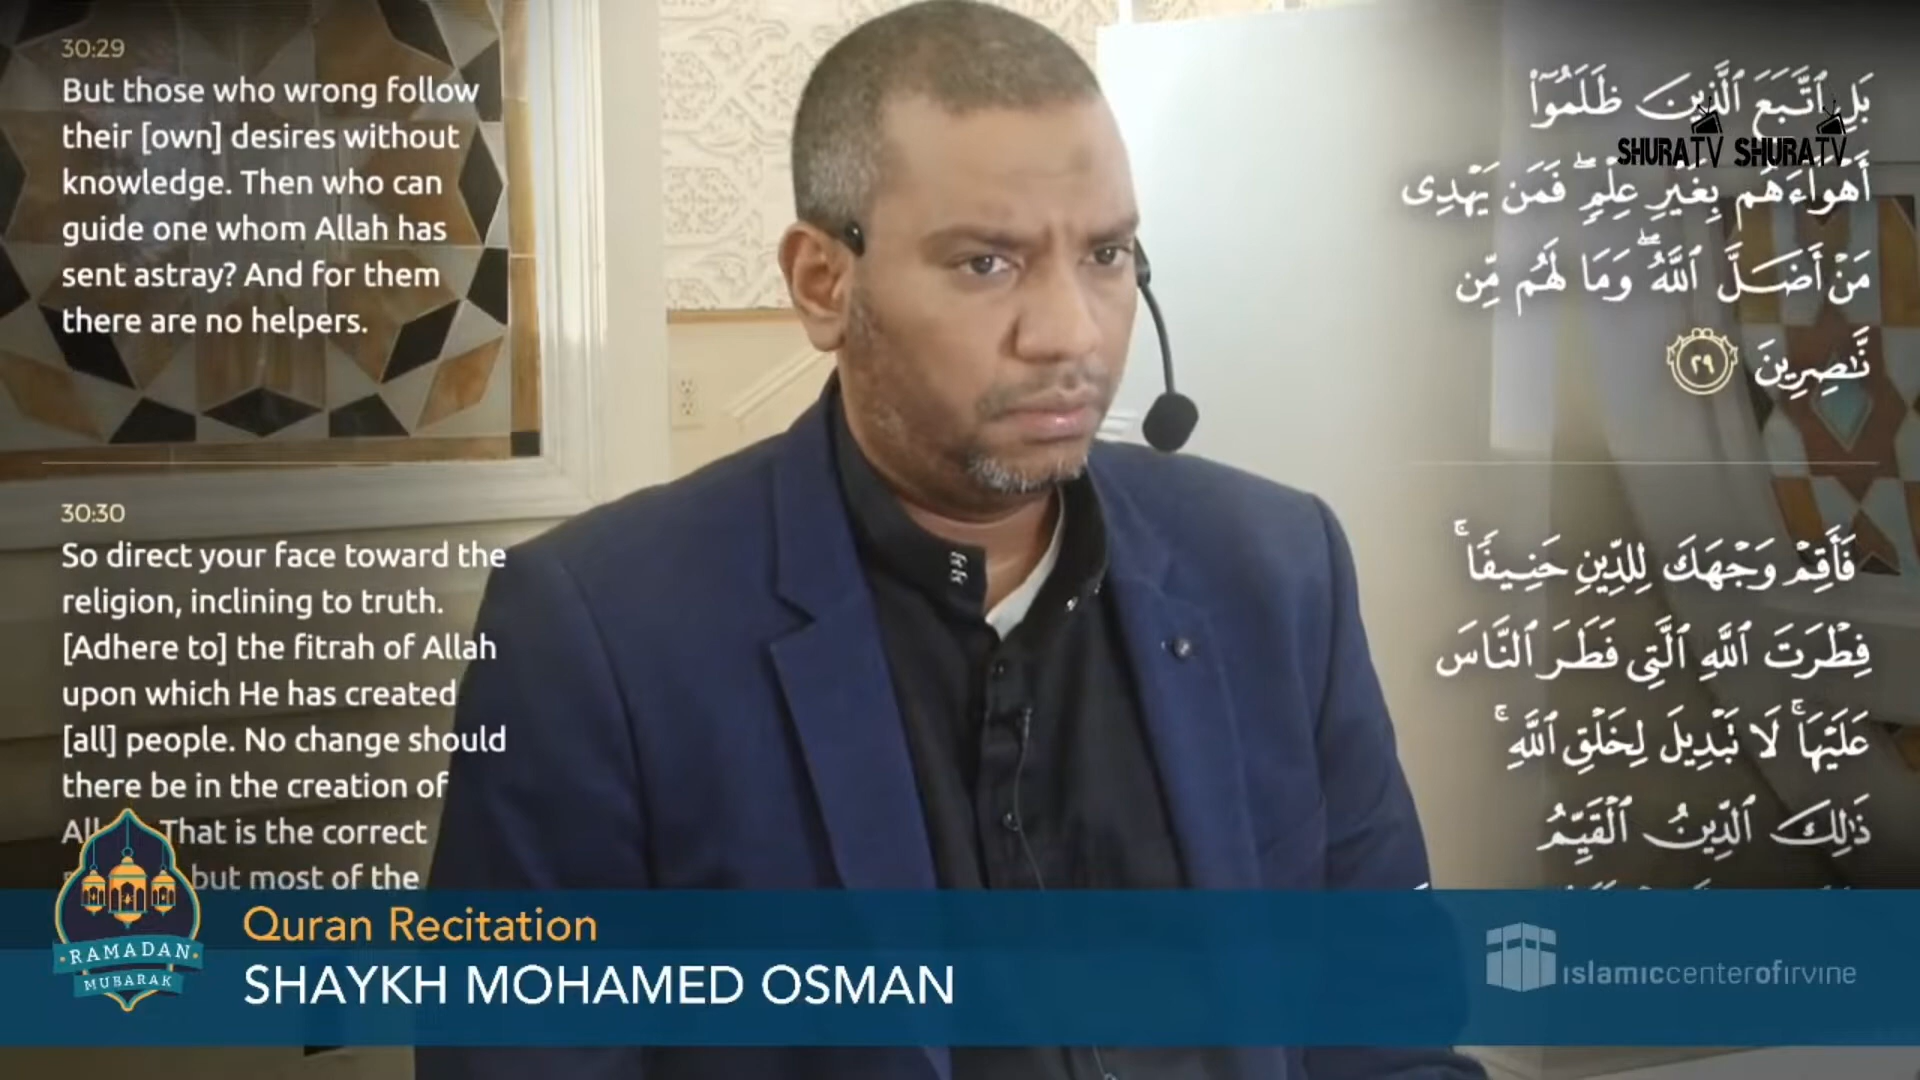 30:29
But those who wrong follow
their [own] desires without
knowledge. Then who can
guide one whom Allah has
sent astray? And for them
there are no helpers.
بَلِ ٱتَّبَعَ ٱلَّذِينَ ظَلَمُوٓا۟
SHURATV SHURATV
أَهْوَآءَهُم بِغَيْرِ عِلْمٍۢ ۖ فَمَن يَهْدِى
مَنْ أَضَلَّ ٱللَّهُ ۖ وَمَا لَهُم مِّن
نَّـٰصِرِينَ ٢٩
30:30
So direct your face toward the
religion, inclining to truth.
[Adhere to] the fitrah of Allah
upon which He has created
[all] people. No change should
there be in the creation of
That is the correct
but most of the
فَأَقِمْ وَجْهَكَ لِلدِّينِ حَنِيفًۭا ۚ
فِطْرَتَ ٱللَّهِ ٱلَّتِى فَطَرَ ٱلنَّاسَ
عَلَيْهَا ۚ لَا تَبْدِيلَ لِخَلْقِ ٱللَّهِ ۚ
ذَٰلِكَ ٱلدِّينُ ٱلْقَيِّمُ
RAMADAN
MUBARAK
Quran Recitation
SHAYKH MOHAMED OSMAN
islamiccenterofirvine